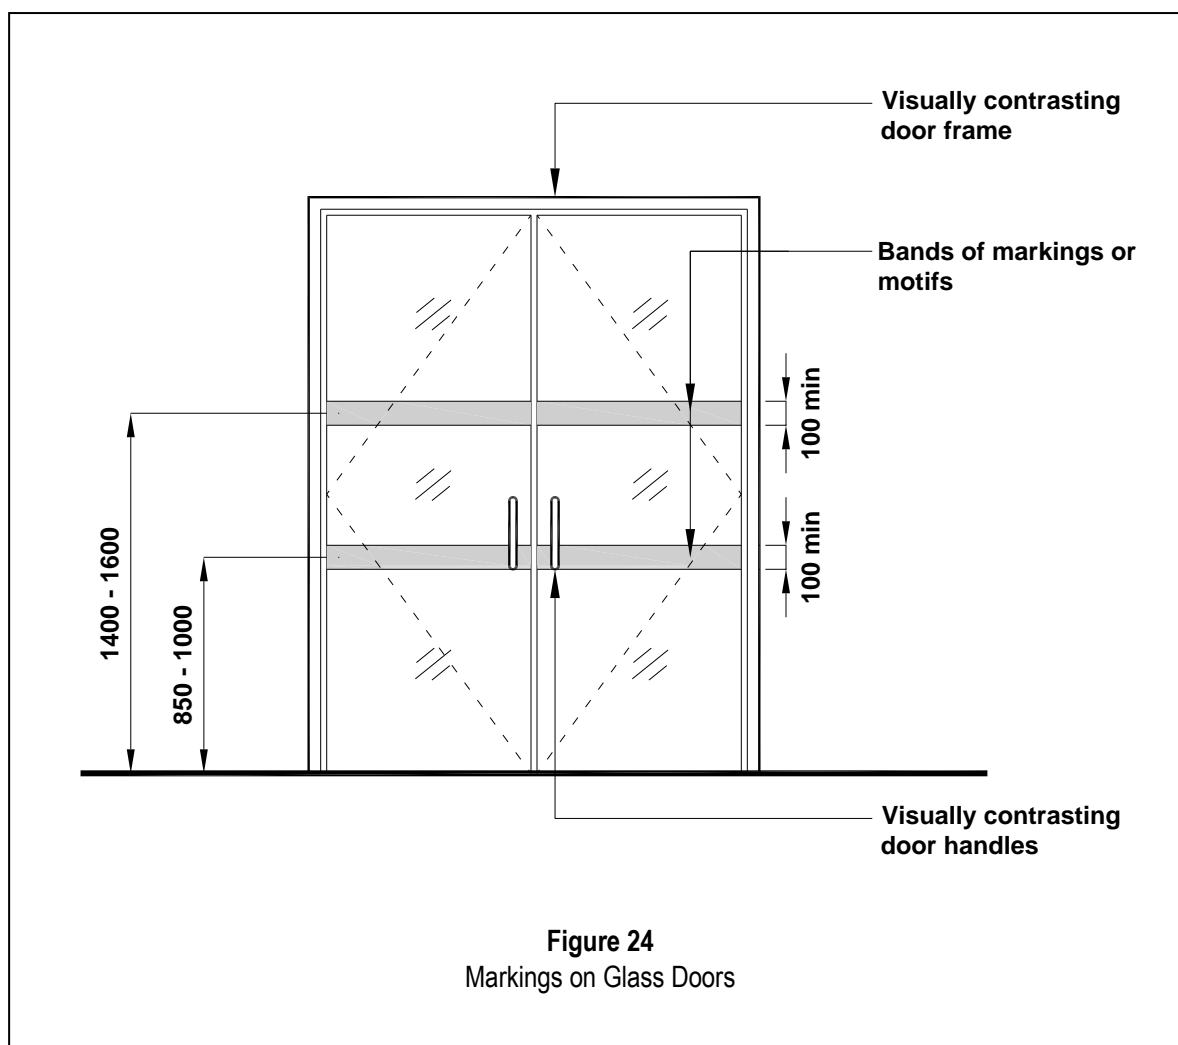 Visually contrasting
door frame
Bands of markings or
motifs
100 min
100 min
1400 - 1600
850 - 1000
Visually contrasting
door handles
Figure 24
Markings on Glass Doors